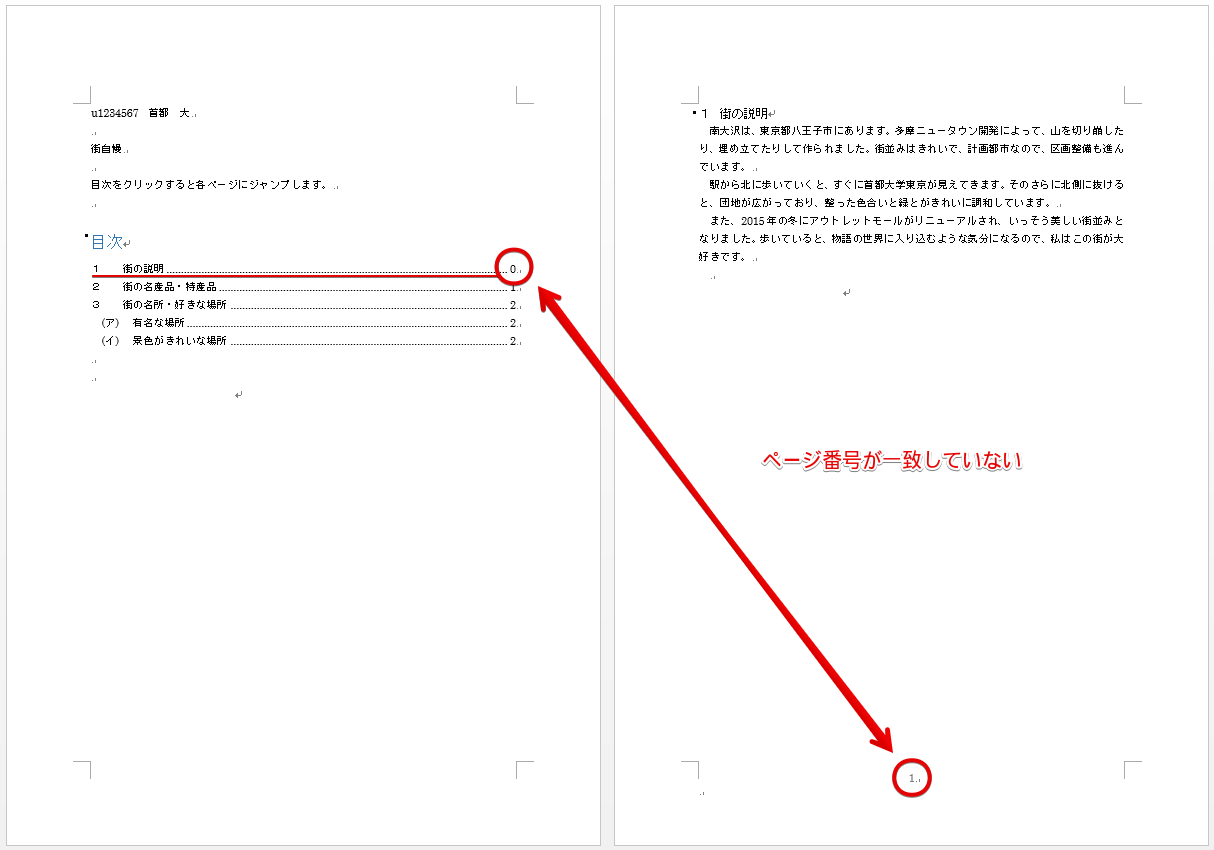 u1234567　首都　大
街自慢
目次をクリックすると各ページにジャンプします。
目次
１　街の説明 0
２　街の名産品・特産品 1
３　街の名所・好きな場所 2
（ア）　有名な場所 2
（イ）　景色がきれいな場所 2
１　街の説明
南大沢は、東京都八王子市にあります。多摩ニュータウン開発によって、山を切り崩した
り、埋め立てたりして作られました。街並みはきれいで、計画都市なので、区画整備も進ん
でいます。
駅から北に歩いていくと、すぐに首都大学東京が見えてきます。そのさらに北側に抜ける
と、団地が広がっており、整った色合いと緑とがきれいに調和しています。
また、2015年の冬にアウトレットモールがリニューアルされ、いっそう美しい街並みと
なりました。歩いていると、物語の世界に入り込むような気分になるので、私はこの街が大
好きです。
ページ番号が一致していない
1